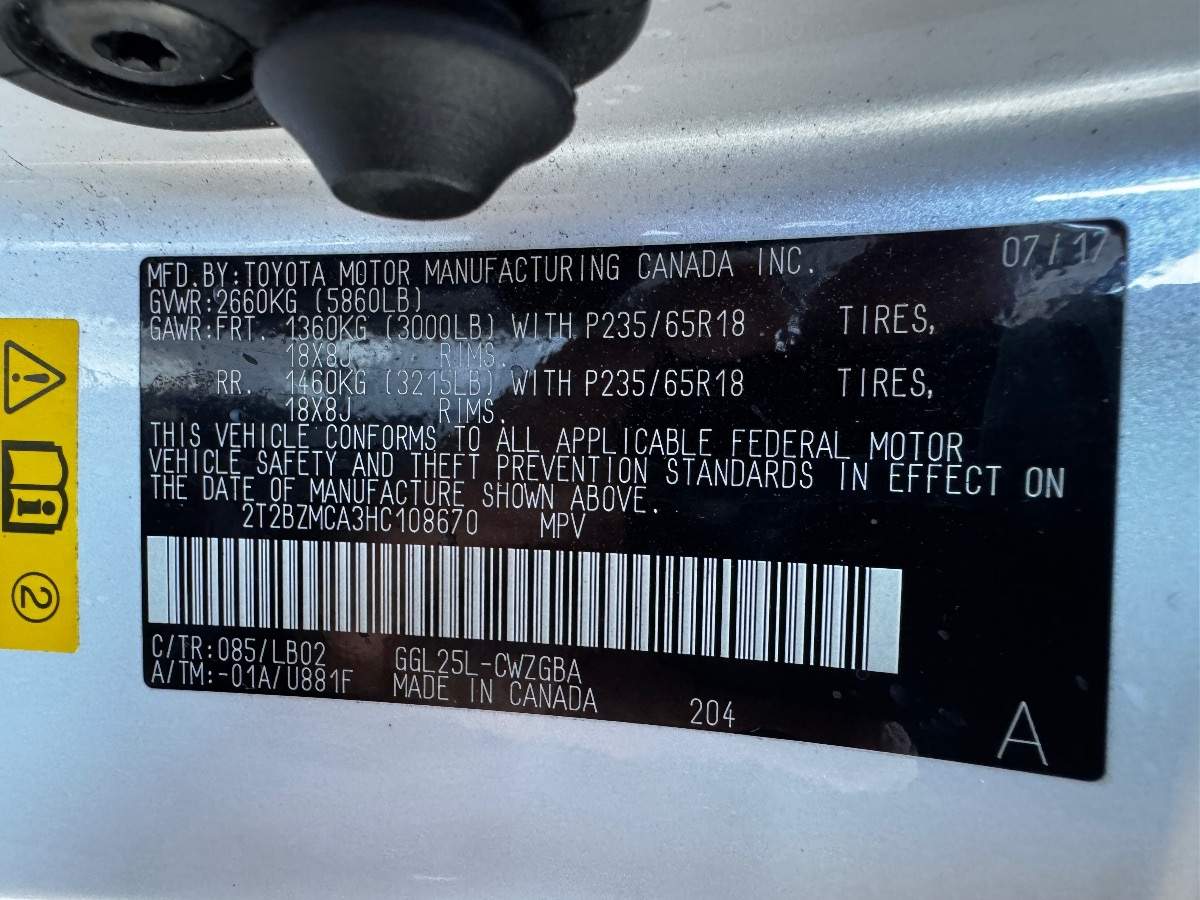 MFD.BY:TOYOTA MOTOR MANUFACTURING CANADA INC. 07/17
GVWR:2660KG (5860LB)
GAWR:FRT. 1360KG (3000LB) WITH P235/65R18 TIRES,
18X8J RIMS.
RR. 1460KG (3215LB) WITH P235/65R18 TIRES,
18X8J RIMS.
THIS VEHICLE CONFORMS TO ALL APPLICABLE FEDERAL MOTOR
VEHICLE SAFETY AND THEFT PREVENTION STANDARDS IN EFFECT ON
THE DATE OF MANUFACTURE SHOWN ABOVE.
2T2BZMCA3HC108670 MPV
C/TR:085/LB02 GGL25L-CWZGBA
A/TM:-01A/U881F MADE IN CANADA 204
A
2